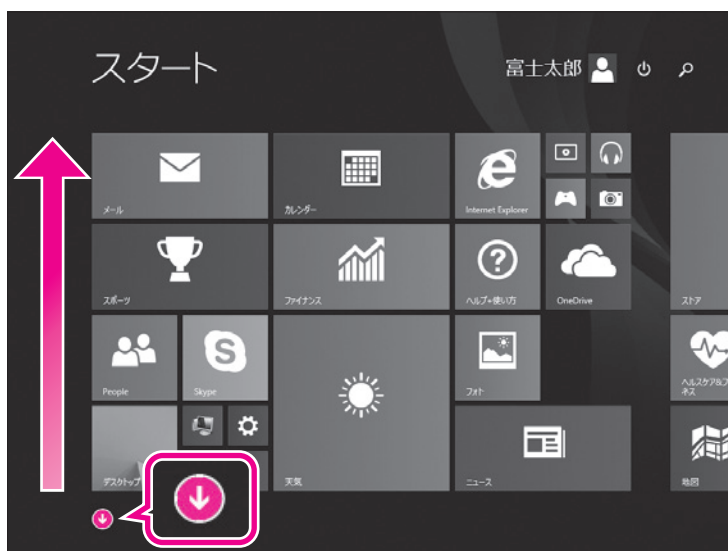 スタート
富士太郎
メール
カレンダー
Internet Explorer
スポーツ
ファイナンス
ヘルプ+使い方
OneDrive
ストア
People
Skype
天気
フォト
ヘルスケア&フ
ネス
デスクトップ
ニュース
地図